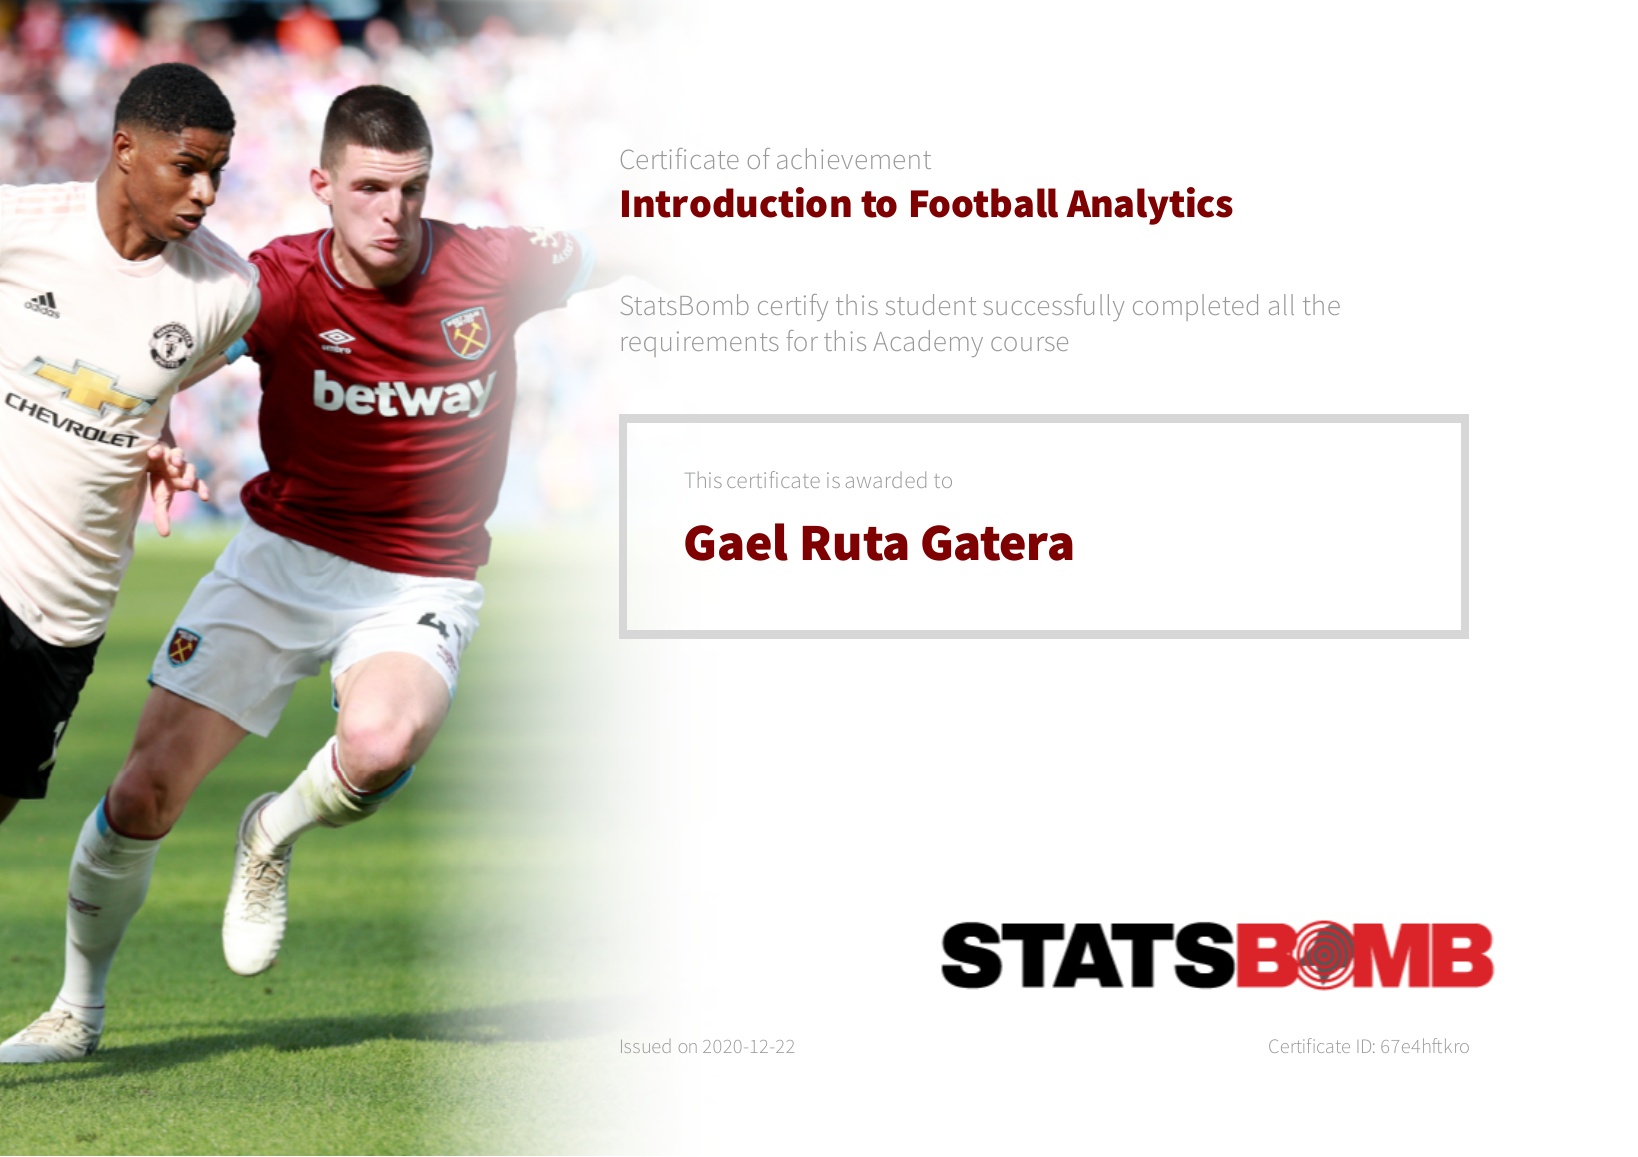 Certificate of achievement
Introduction to Football Analytics
StatsBomb certify this student successfully completed all the
requirements for this Academy course
This certificate is awarded to
Gael Ruta Gatera
STATSBOMB
Issued on 2020-12-22
Certificate ID: 67e4hftkro
adidas
CHEVROLET
umbro
betway